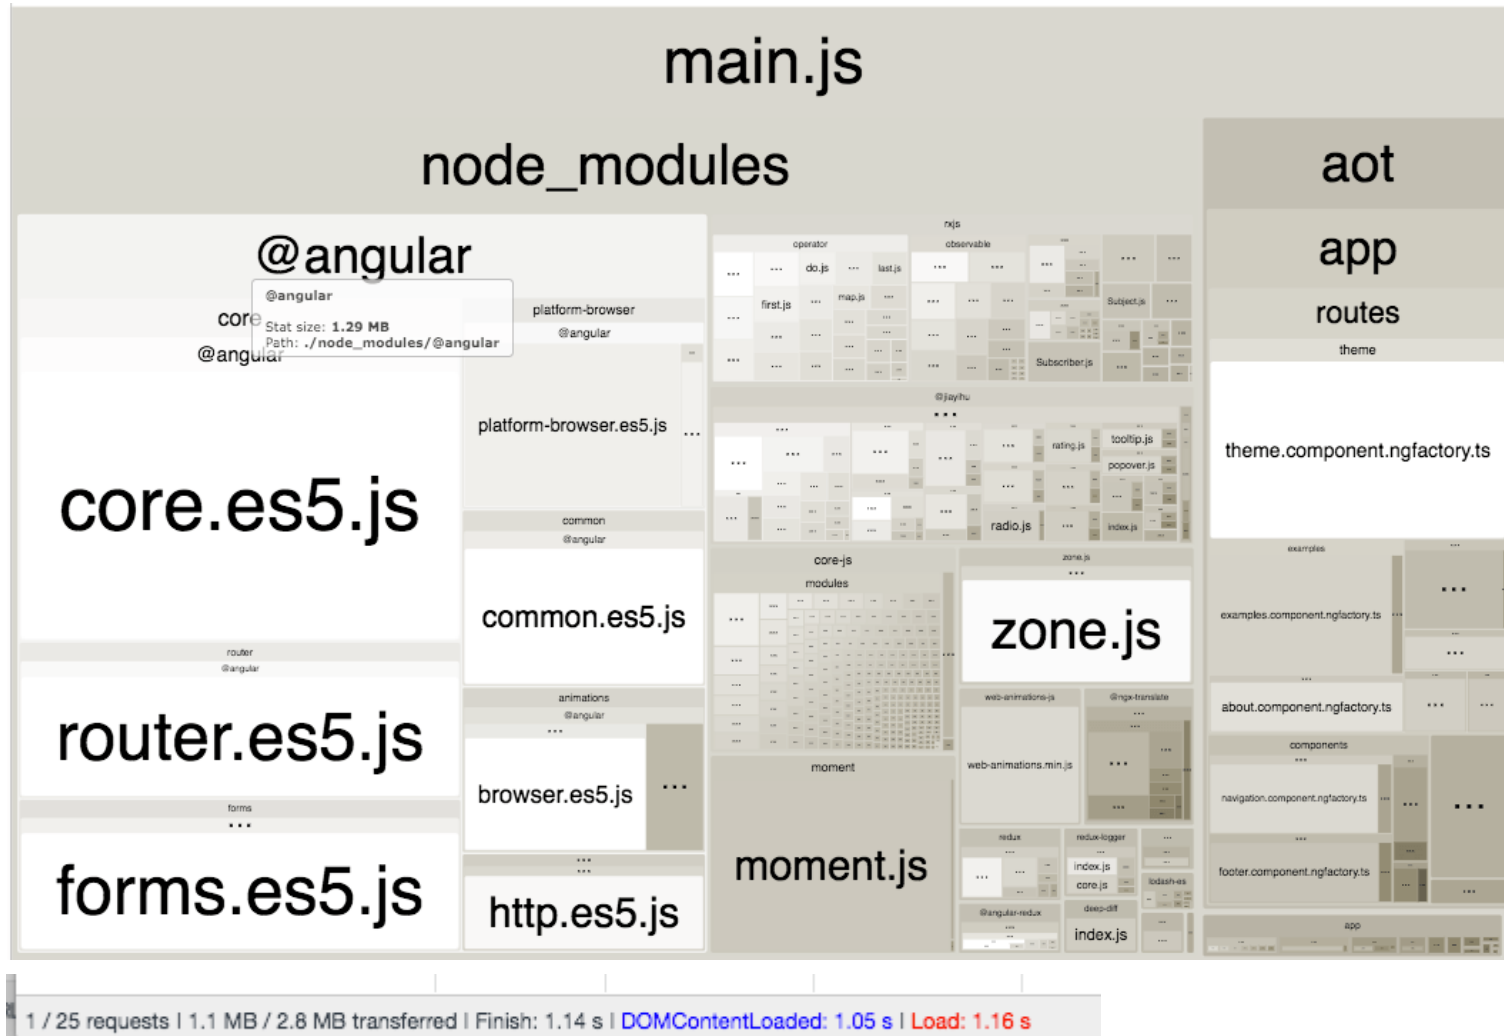 main.js
node_modules
aot
@angular
app
@angular
Stat size: 1.29 MB
Path: ./node_modules/@angular
core
@angular
core.es5.js
router
@angular
router.es5.js
forms
...
forms.es5.js
platform-browser
@angular
platform-browser.es5.js
...
common
@angular
common.es5.js
animations
@angular
...
browser.es5.js
...
...
...
http.es5.js
rxjs
operator
observable
do.js
last.js
first.js
map.js
Subject.js
Subscriber.js
@jiayihu
...
rating.js
tooltip.js
popover.js
radio.js
index.js
core-js
modules
zone.js
...
zone.js
moment
moment.js
web-animations-js
web-animations.min.js
@ngx-translate
...
redux
...
redux-logger
index.js
core.js
lodash-es
@angular-redux
...
deep-diff
index.js
routes
theme
theme.component.ngfactory.ts
examples
examples.component.ngfactory.ts
about.component.ngfactory.ts
components
...
navigation.component.ngfactory.ts
...
footer.component.ngfactory.ts
app
1 / 25 requests | 1.1 MB / 2.8 MB transferred | Finish: 1.14 s | DOMContentLoaded: 1.05 s | Load: 1.16 s